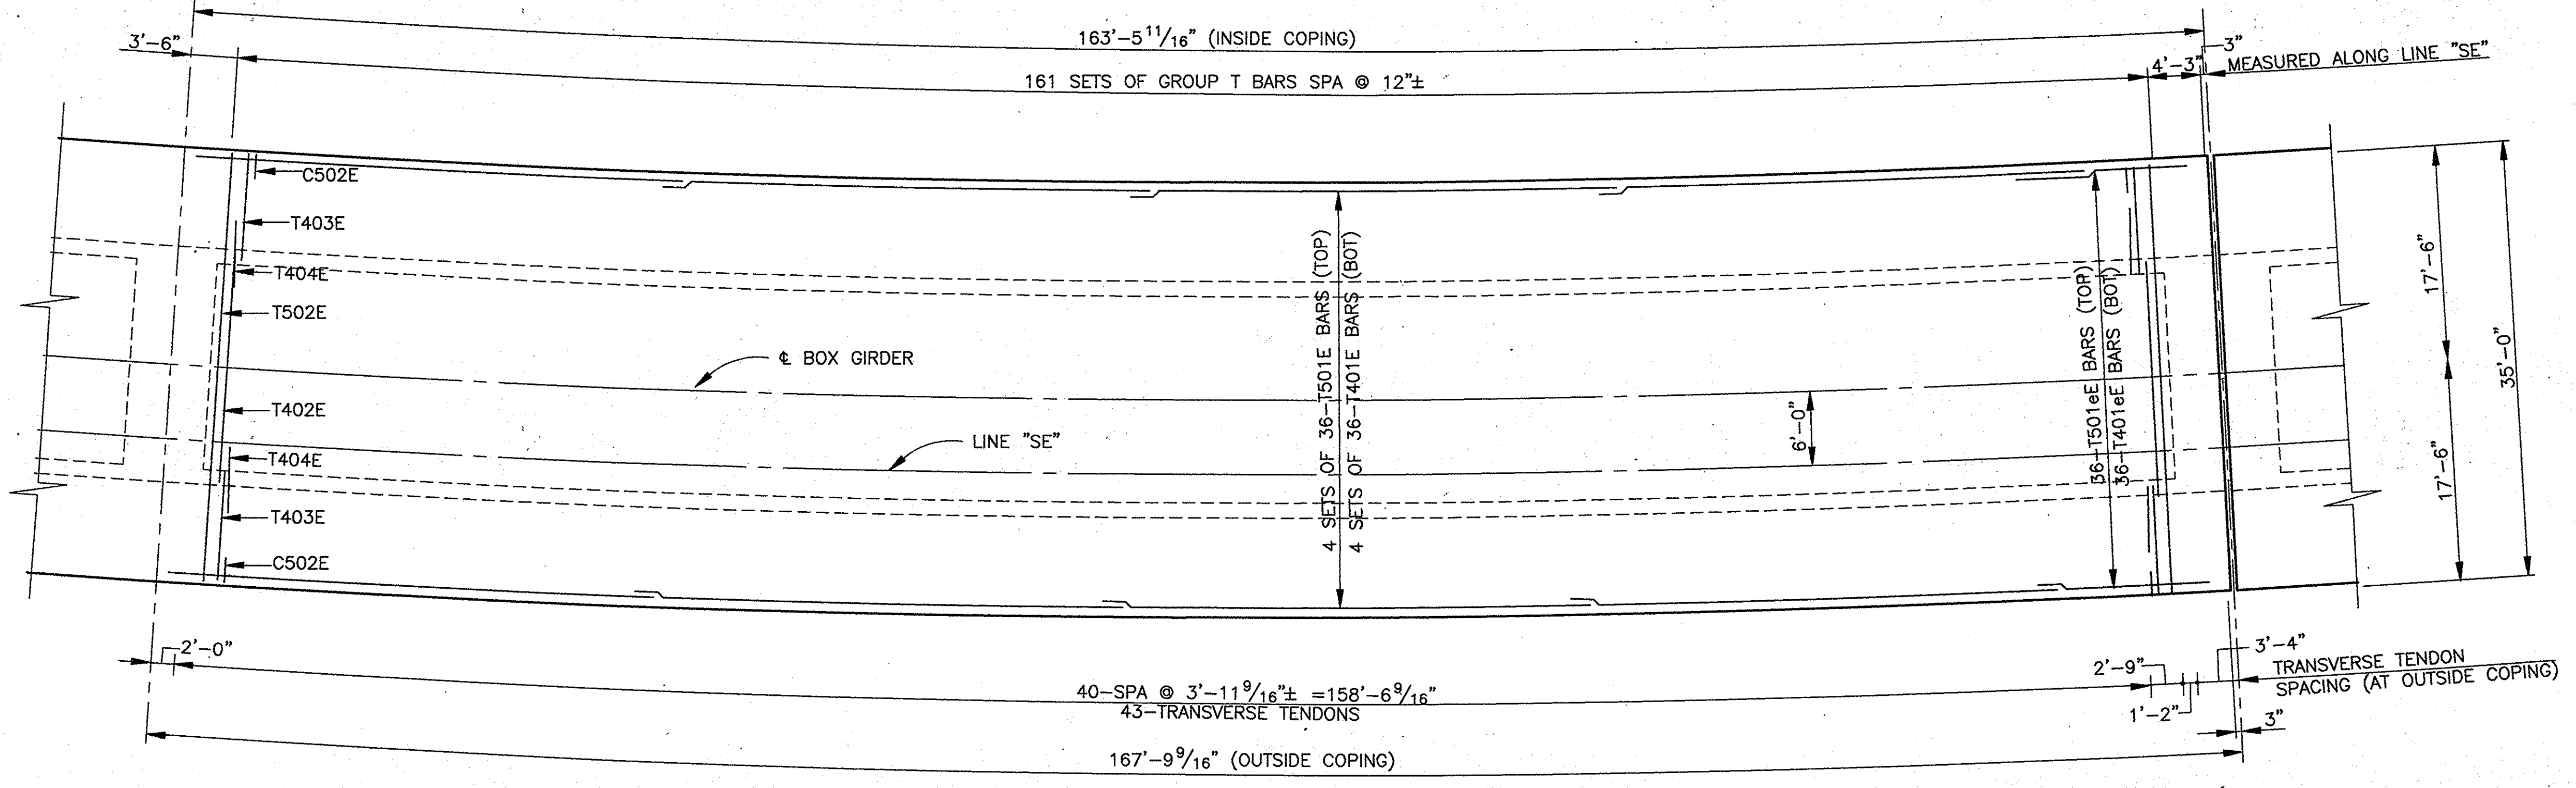 163'-5 11/16" (INSIDE COPING)
3'-6"
3"
4'-3"
MEASURED ALONG LINE "SE"
161 SETS OF GROUP T BARS SPA @ 12"±
C502E
T403E
T404E
T502E
℄ BOX GIRDER
T402E
LINE "SE"
T404E
T403E
C502E
4 SETS OF 36-T501E BARS (TOP)
4 SETS OF 36-T401E BARS (BOT)
6'-0"
36-T501eE BARS (TOP)
36-T401eE BARS (BOT)
17'-6"
17'-6"
35'-0"
2'-0"
40-SPA @ 3'-11 9/16"± =158'-6 9/16"
43-TRANSVERSE TENDONS
2'-9"
1'-2"
3'-4"
TRANSVERSE TENDON
SPACING (AT OUTSIDE COPING)
3"
167'-9 9/16" (OUTSIDE COPING)